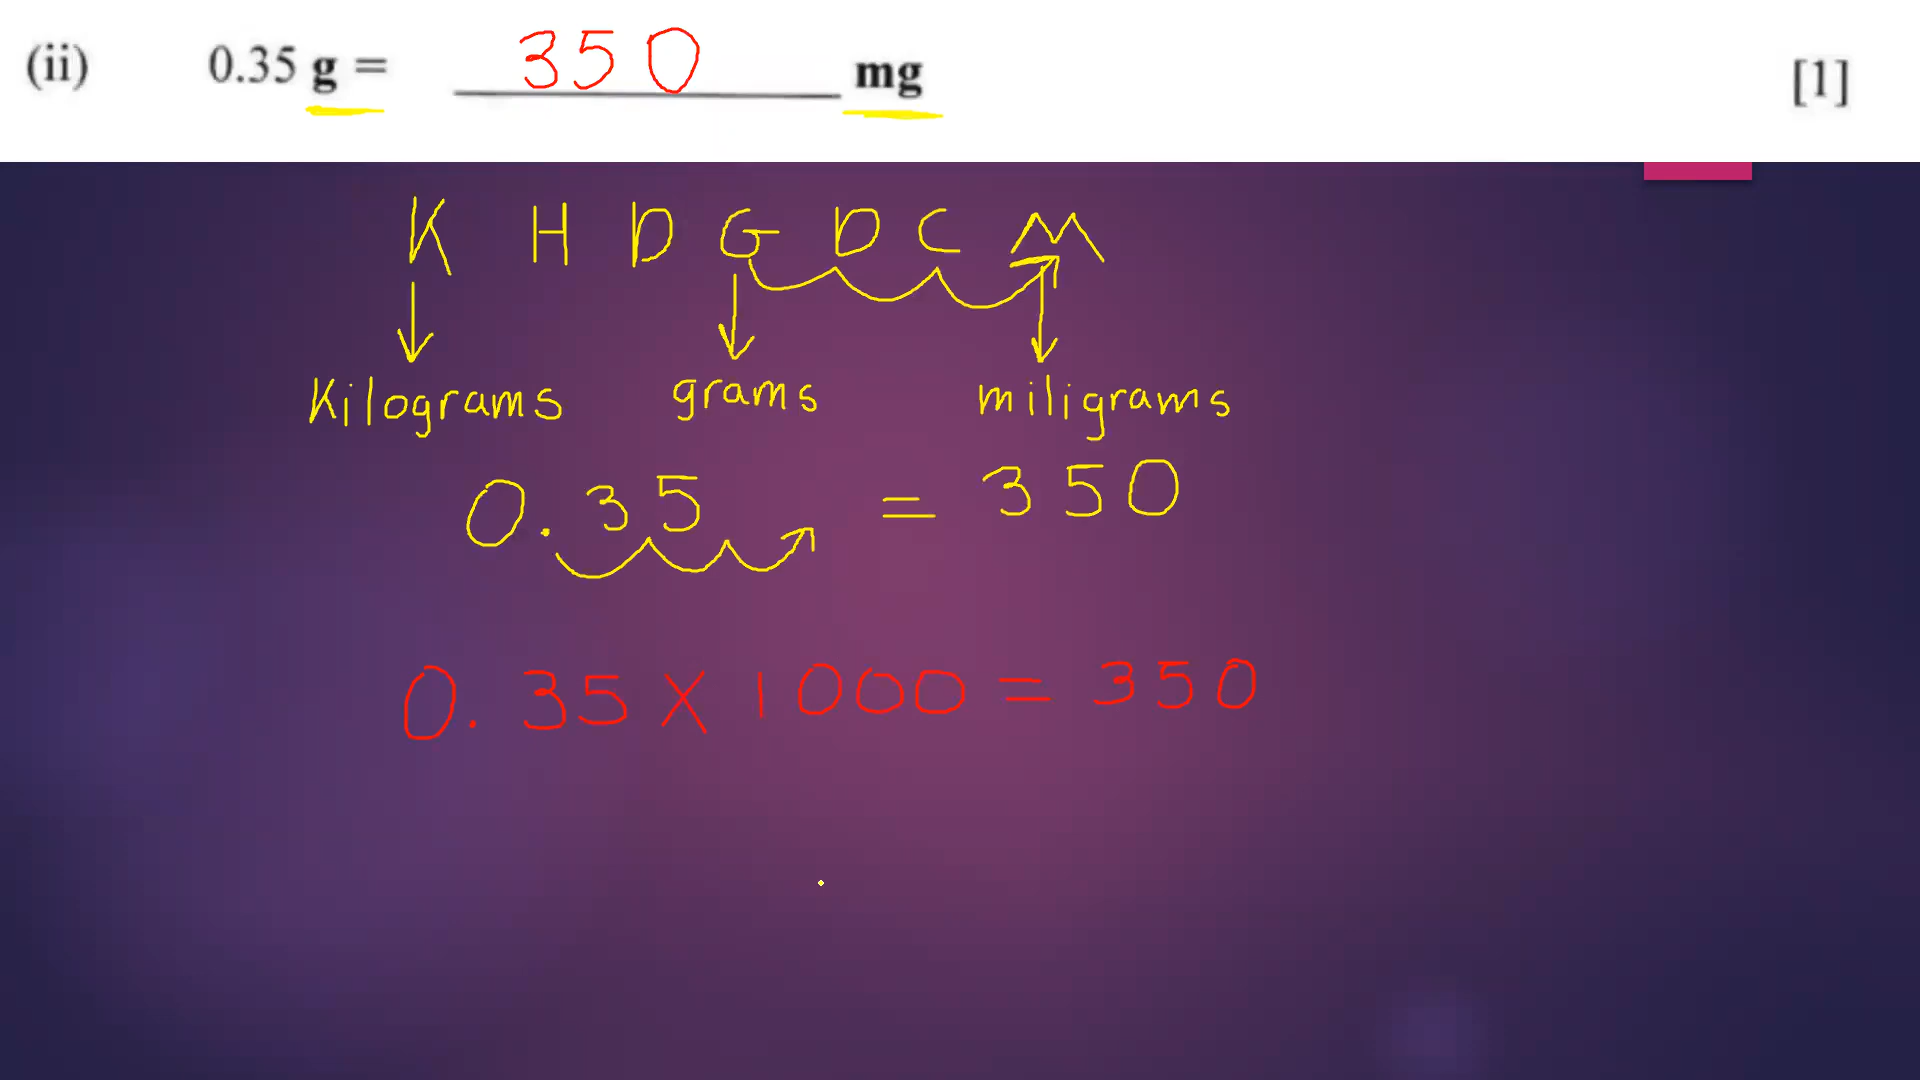 (ii) 0.35 g = 350 mg [1]
K H D G D C M
Kilograms grams miligrams
0.35 = 350
0.35 X 1000 = 350